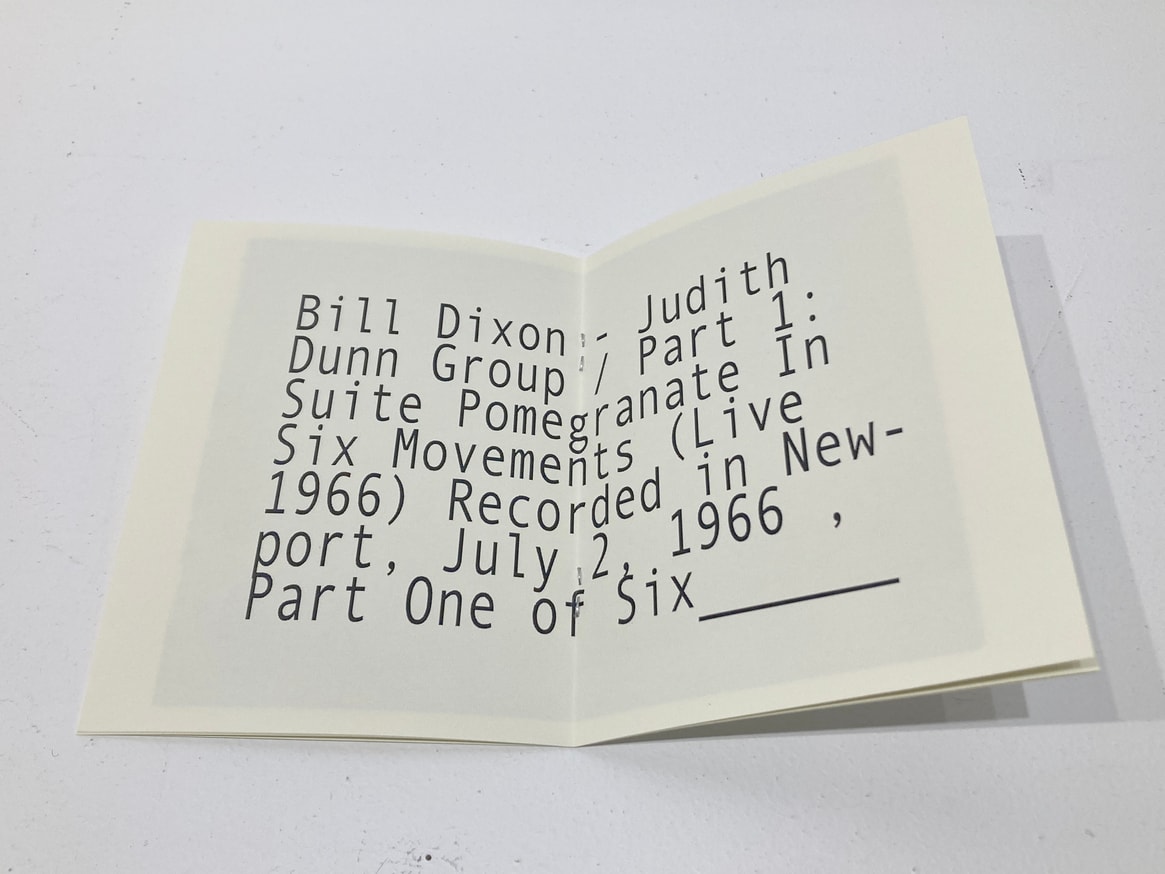 Bill Dixon - Judith
Dunn Group / Part 1:
Suite Pomegranate In
Six Movements (Live
1966) Recorded in New-
port, July 2, 1966 ,
Part One of Six_______